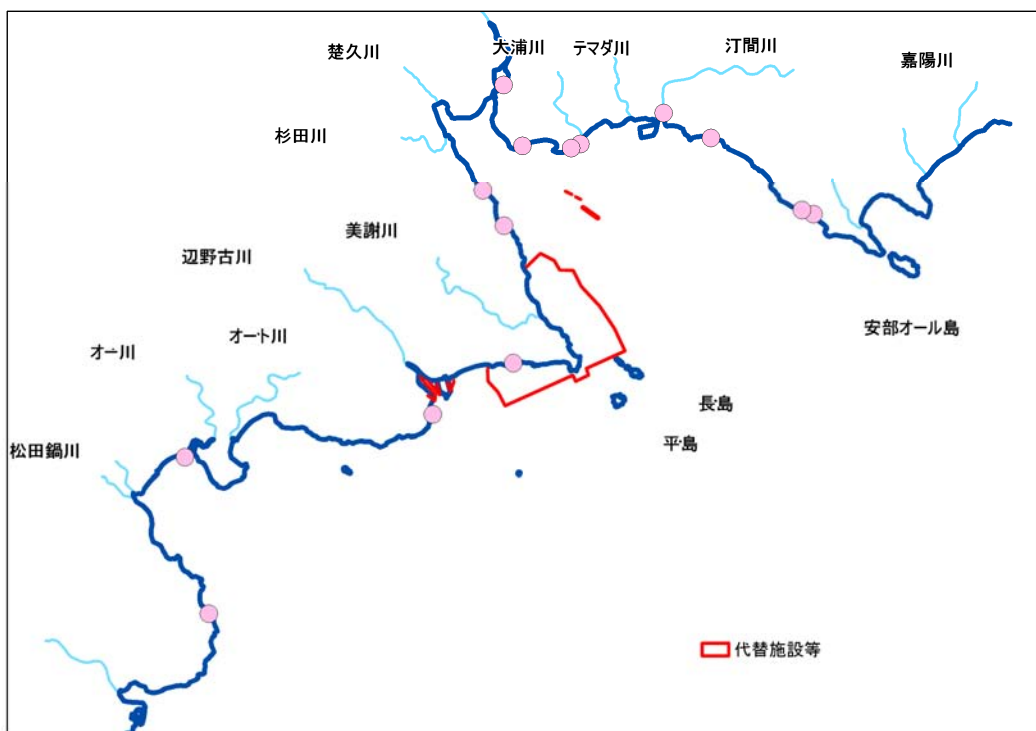 楚久川
大浦川
テマダ川
汀間川
嘉陽川
杉田川
美謝川
辺野古川
オートー川
オー川
安部オール島
長島
平島
松田鍋川
代替施設等